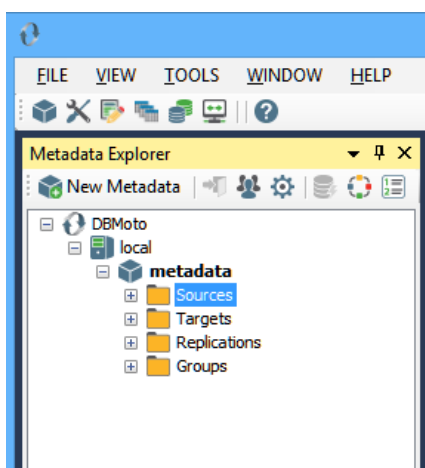 FILE VIEW TOOLS WINDOW HELP
Metadata Explorer
New Metadata
DBMoto
local
metadata
Sources
Targets
Replications
Groups